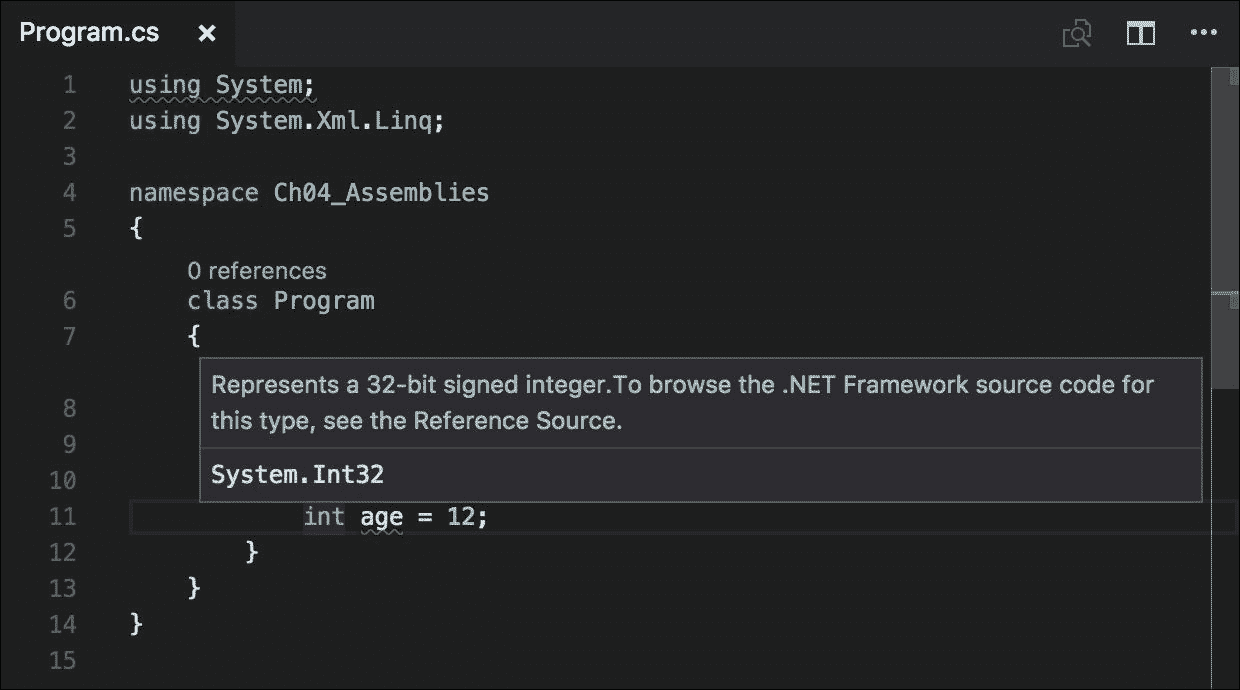 Program.cs ×
1 using System;
2 using System.Xml.Linq;
3
4 namespace Ch04_Assemblies
5 {
0 references
6 class Program
7 {
Represents a 32-bit signed integer.To browse the .NET Framework source code for
8 this type, see the Reference Source.
9
10 System.Int32
11 int age = 12;
12 }
13 }
14 }
15